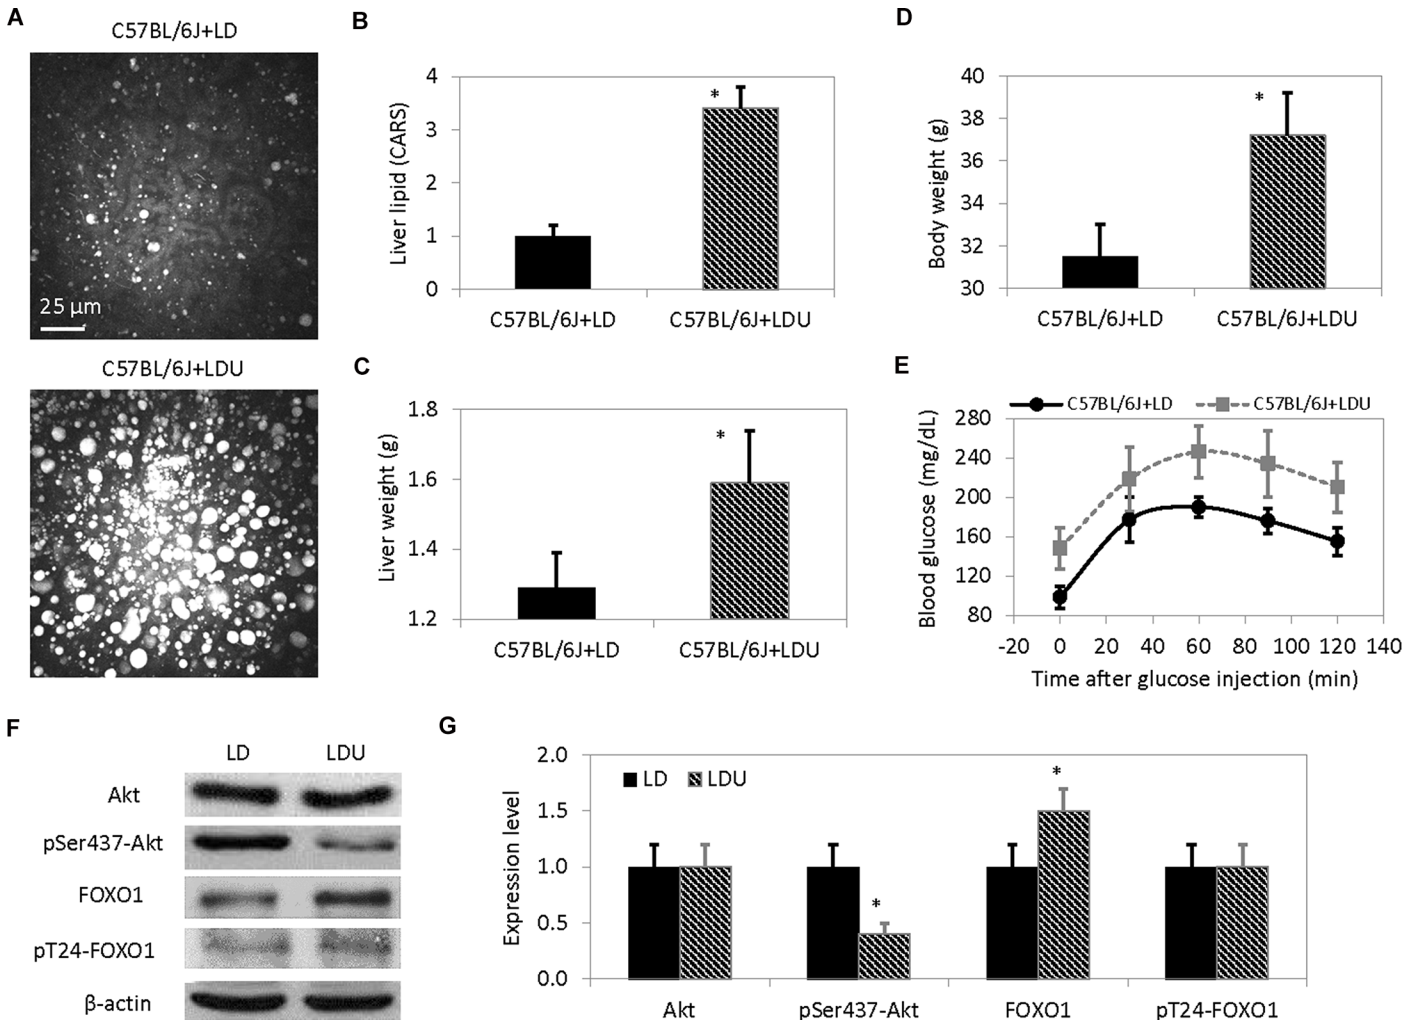 A
C57BL/6J+LD
25 µm
C57BL/6J+LDU
B
Liver lipid (CARS)
4
3
2
1
0
*
C57BL/6J+LD C57BL/6J+LDU
C
Liver weight (g)
1.8
1.6
1.4
1.2
*
C57BL/6J+LD C57BL/6J+LDU
D
Body weight (g)
40
38
36
34
32
30
*
C57BL/6J+LD C57BL/6J+LDU
E
C57BL/6J+LD C57BL/6J+LDU
Blood glucose (mg/dL)
280
240
200
160
120
80
-20 0 20 40 60 80 100 120 140
Time after glucose injection (min)
F
LD LDU
Akt
pSer437-Akt
FOXO1
pT24-FOXO1
β-actin
G
Expression level
2.0
1.5
1.0
0.5
0.0
LD LDU
*
*
Akt pSer437-Akt FOXO1 pT24-FOXO1